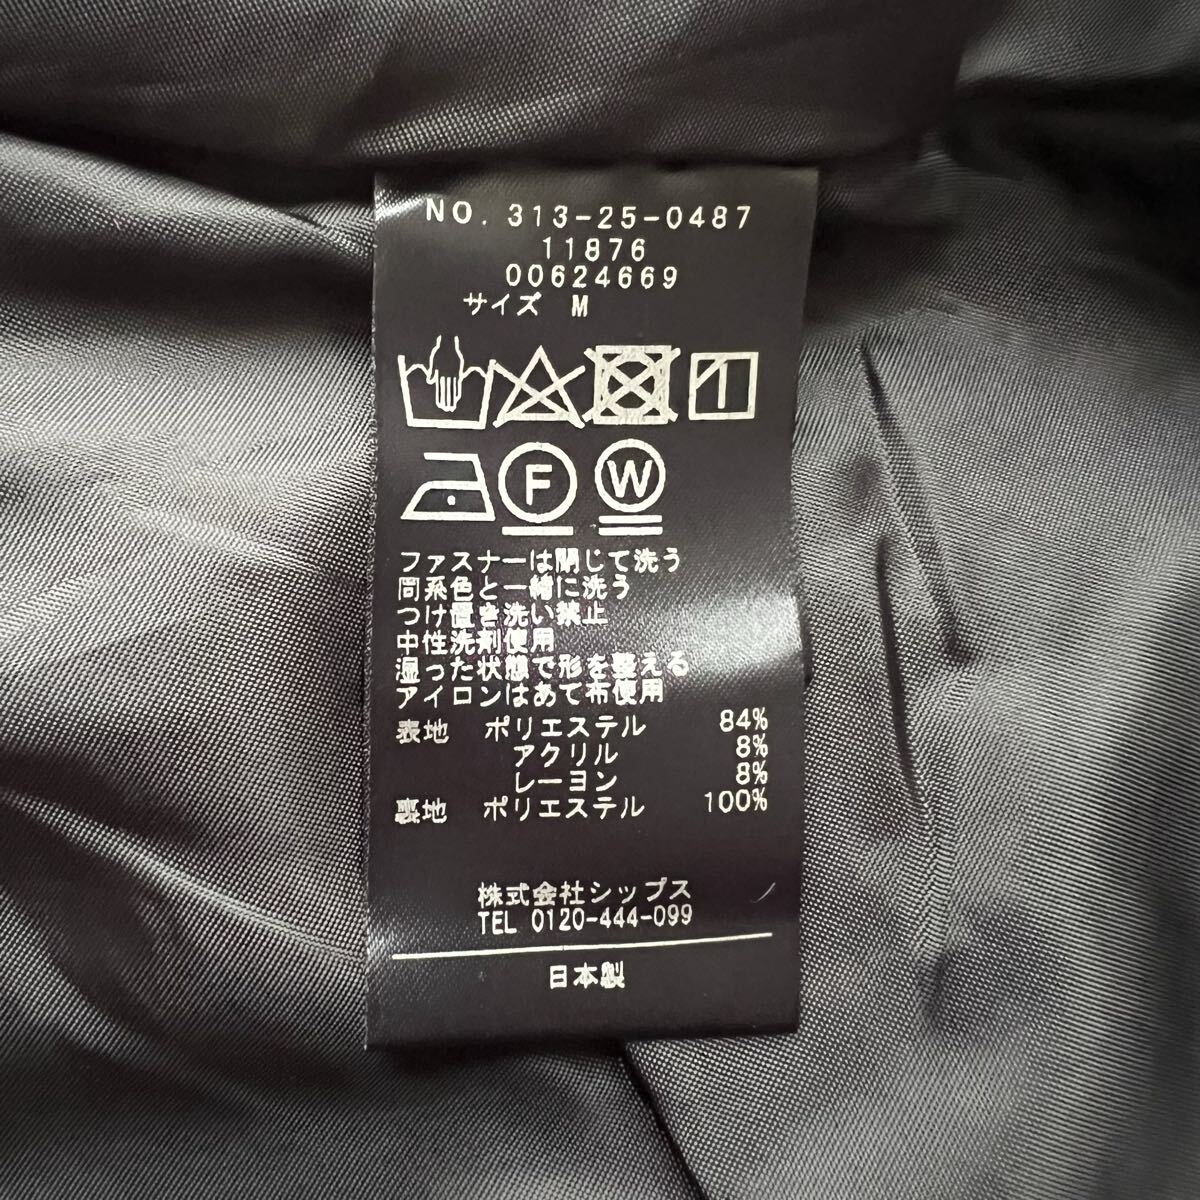 NO. 313-25-0487
11876
00624669
サイズ M
F W
ファスナーは閉じて洗う
同系色と一緒に洗う
つけ置き洗い禁止
中性洗剤使用
湿った状態で形を整える
アイロンはあて布使用
表地 ポリエステル 84%
アクリル 8%
レーヨン 8%
裏地 ポリエステル 100%
株式会社シップス
TEL 0120-444-099
日本製